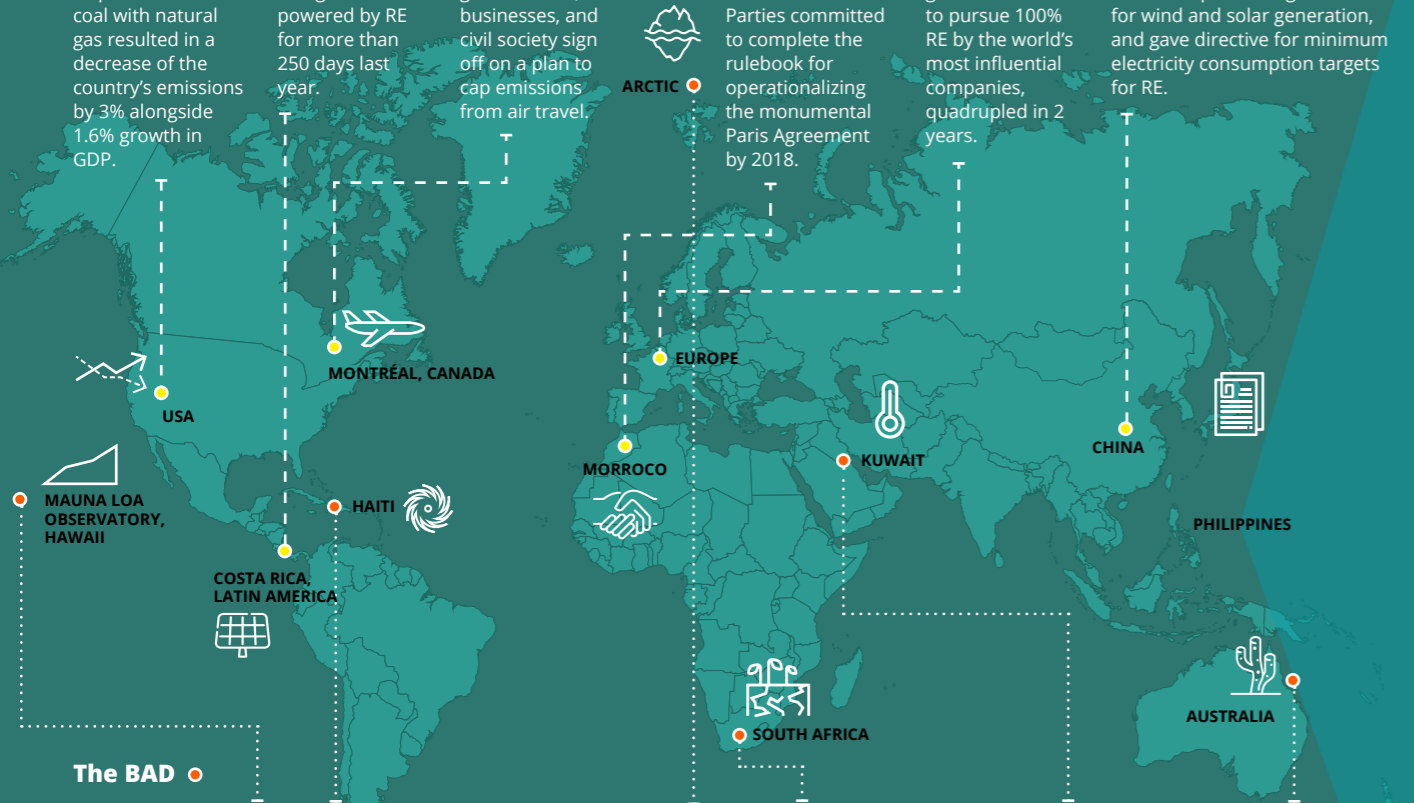 coal with natural
gas resulted in a
decrease of the
country's emissions
by 3% alongside
1.6% growth in
GDP.
powered by RE
for more than
250 days last
year.
businesses, and
civil society sign
off on a plan to
cap emissions
from air travel.
Parties committed
to complete the
rulebook for
operationalizing
the monumental
Paris Agreement
by 2018.
to pursue 100%
RE by the world's
most influential
companies,
quadrupled in 2
years.
for wind and solar generation,
and gave directive for minimum
electricity consumption targets
for RE.
ARCTIC
MONTRÉAL, CANADA
EUROPE
USA
CHINA
MORROCO
KUWAIT
MAUNA LOA
OBSERVATORY,
HAWAII
HAITI
PHILIPPINES
COSTA RICA,
LATIN AMERICA
AUSTRALIA
SOUTH AFRICA
The BAD